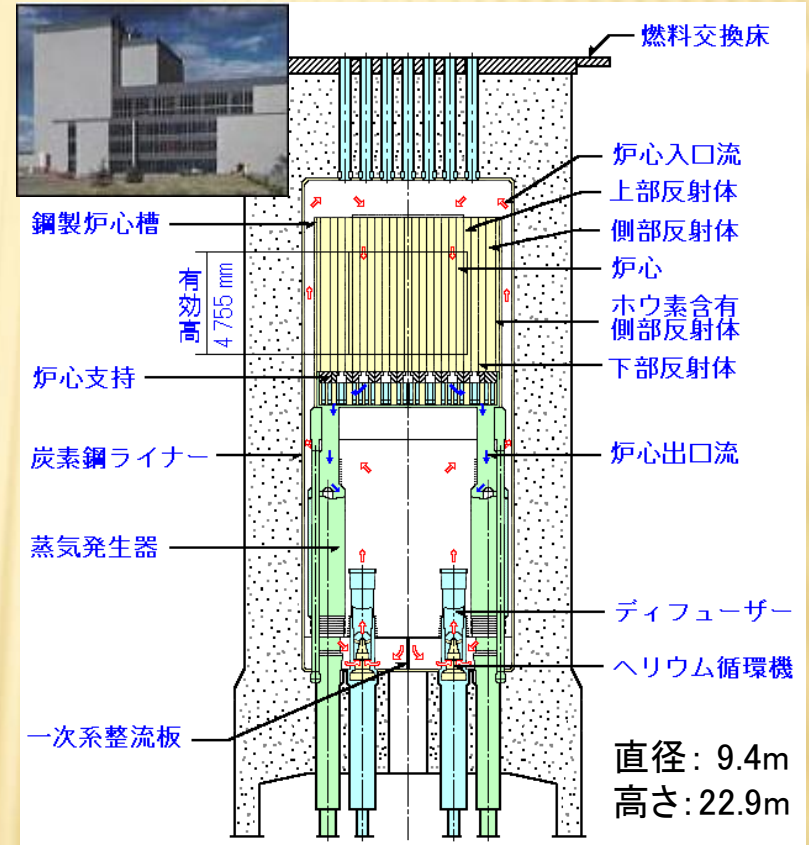 燃料交換床
炉心入口流
上部反射体
鋼製炉心槽
側部反射体
有効高
4 755 mm
炉心
ホウ素含有
側部反射体
炉心支持
下部反射体
炭素鋼ライナー
炉心出口流
蒸気発生器
ディフューザー
ヘリウム循環機
一次系整流板
直径: 9.4m
高さ:22.9m